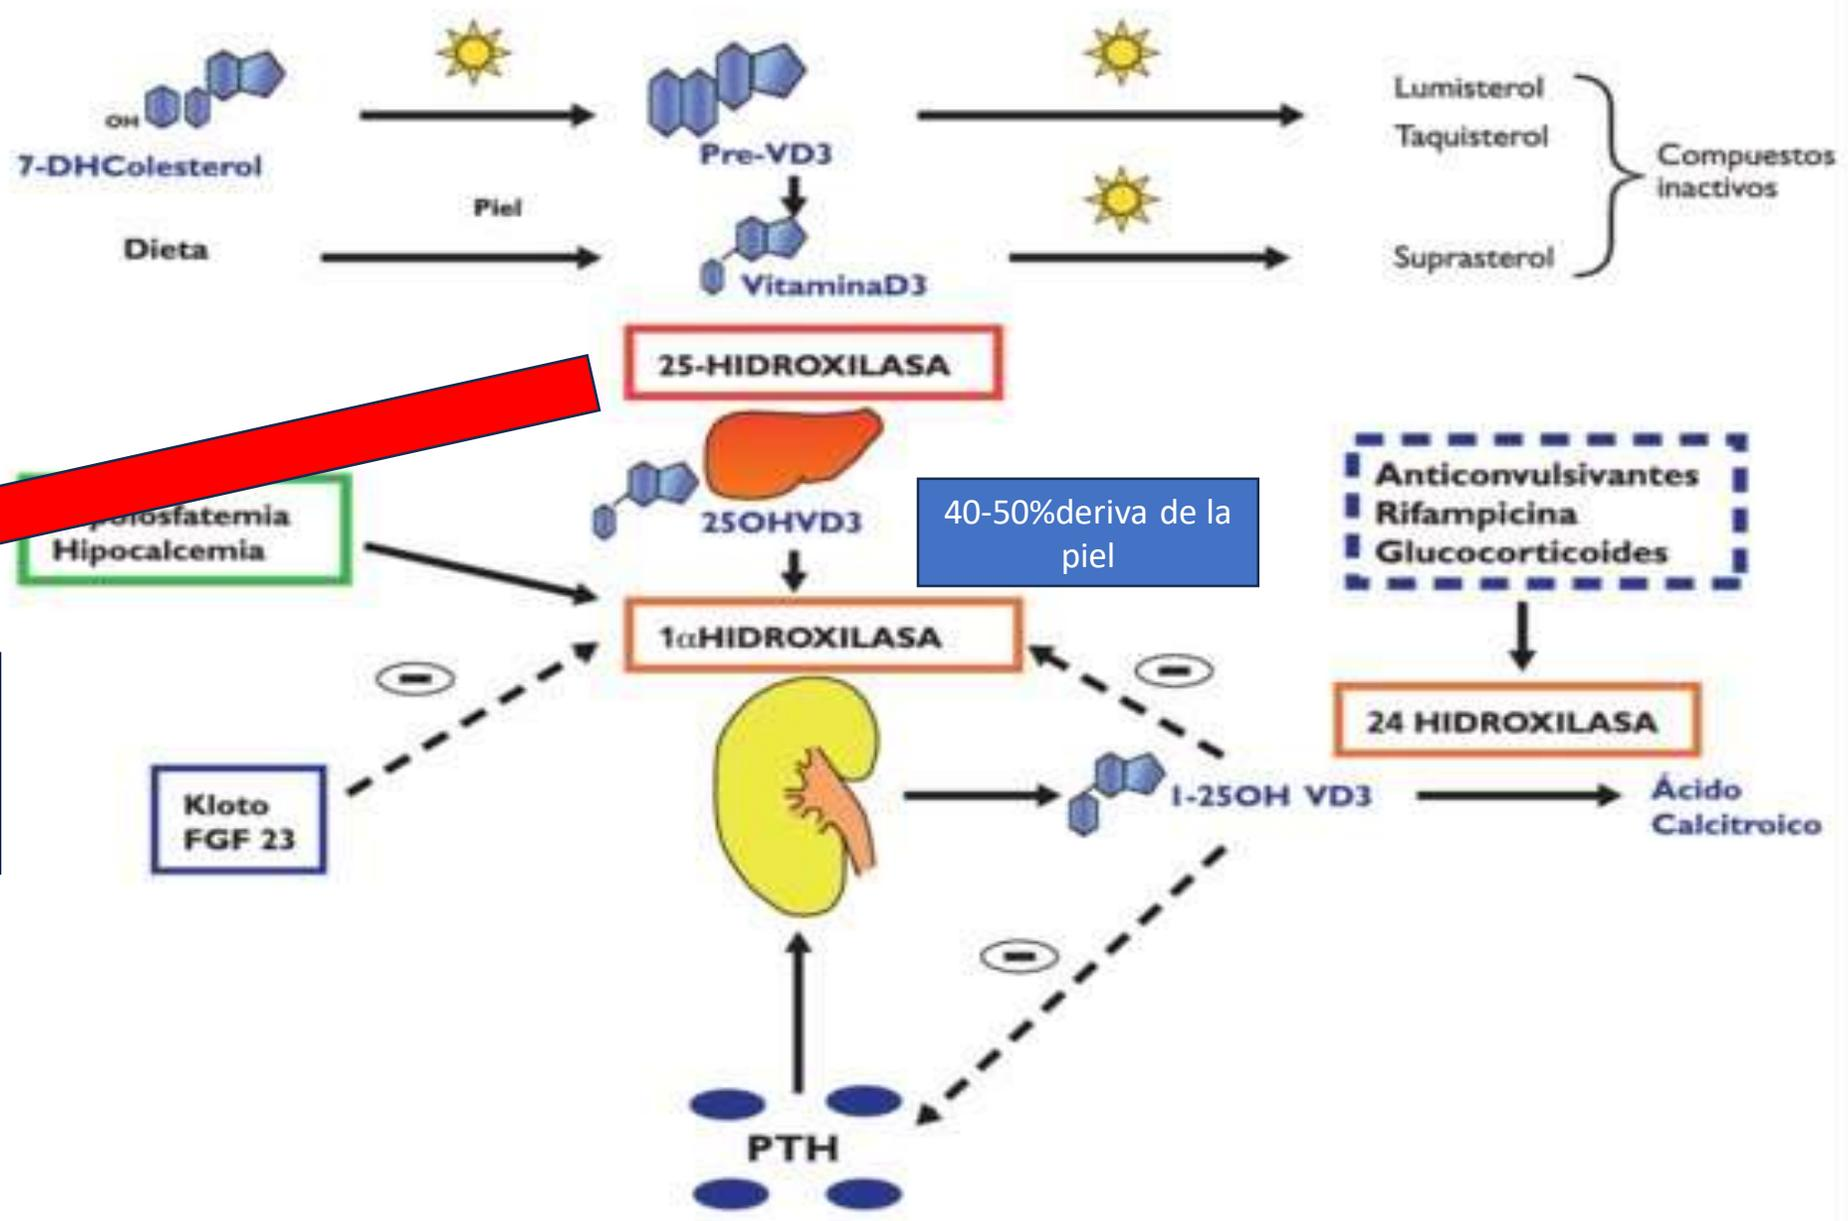 OH
7-DHColesterol
Pre-VD3
Lumisterol
Taquisterol
Compuestos
inactivos
Piel
Dieta
VitaminaD3
Suprasterol
25-HIDROXILASA
25OHVD3
40-50%deriva de la
piel
Anticonvulsivantes
Rifampicina
Glucocorticoides
Hipocalcemia
1αHIDROXILASA
24 HIDROXILASA
Kloto
FGF 23
1-25OH VD3
Ácido
Calcitroico
PTH